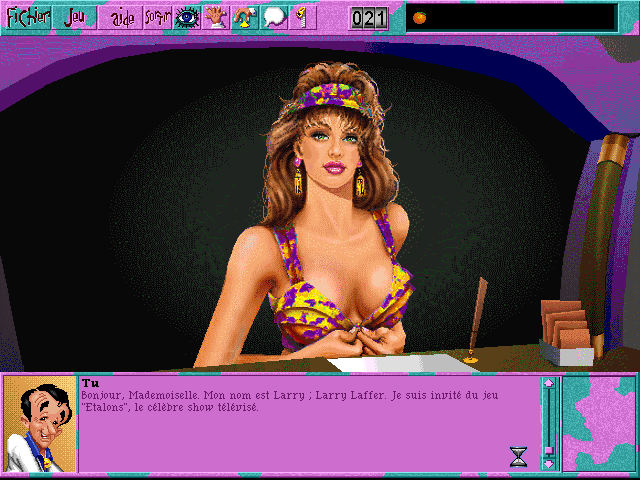 Fichier Jeu aide Sortir 021
Tu
Bonjour, Mademoiselle. Mon nom est Larry ; Larry Laffer. Je suis invité du jeu
"Etalons", le célèbre show télévisé.